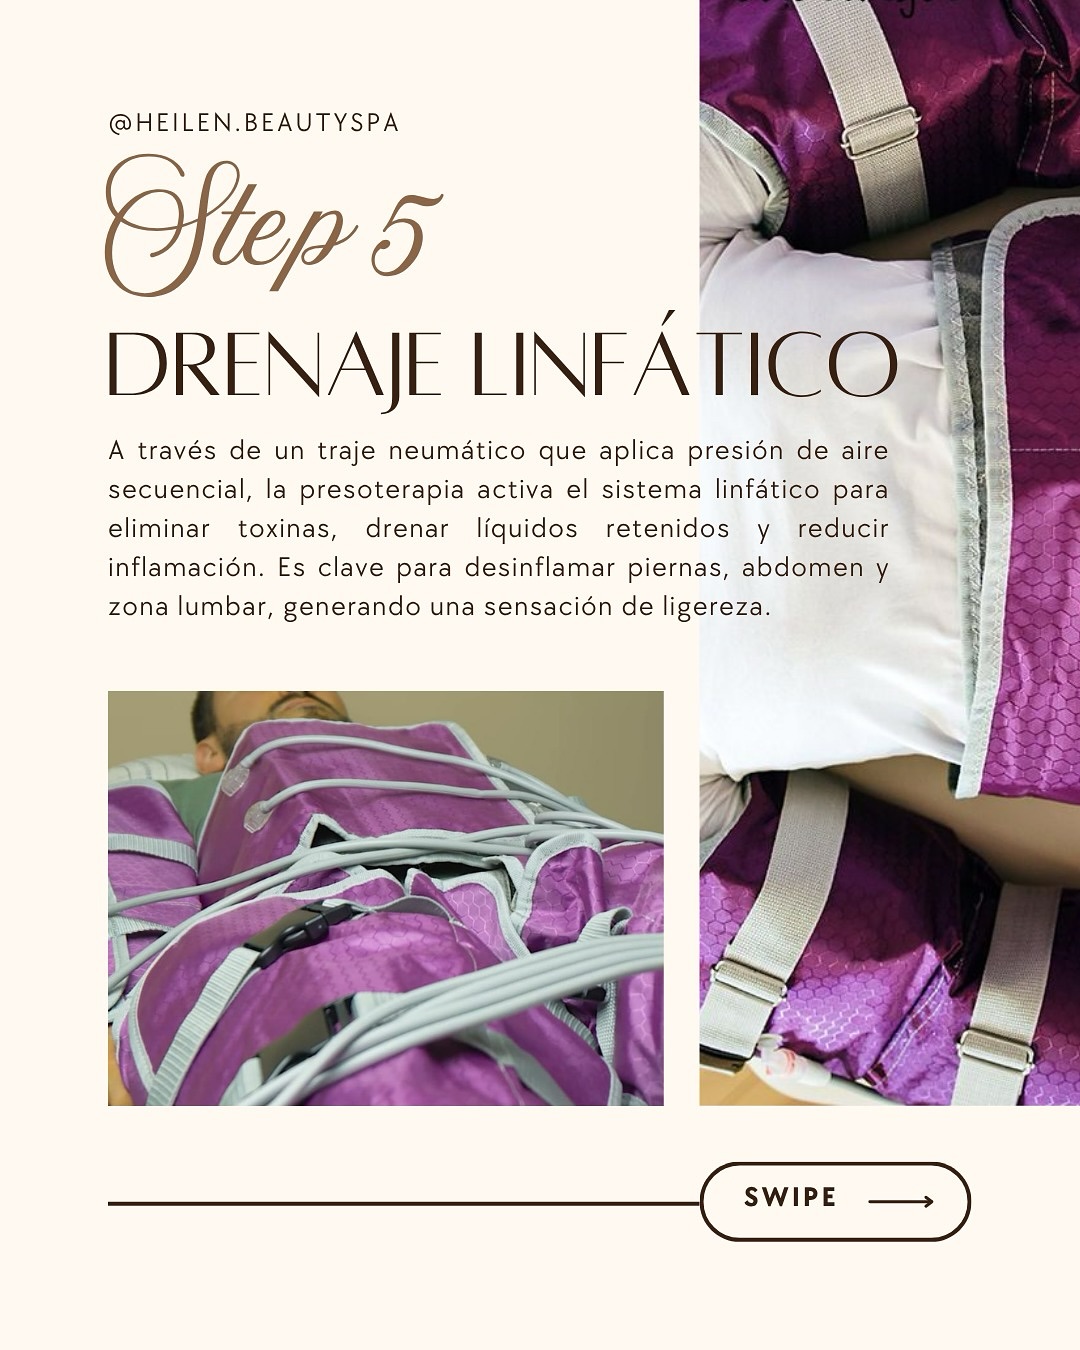 @HEILEN.BEAUTYSPA
Step 5
DRENAJE LINFÁTICO
A través de un traje neumático que aplica presión de aire
secuencial, la presoterapia activa el sistema linfático para
eliminar toxinas, drenar líquidos retenidos y reducir
inflamación. Es clave para desinflamar piernas, abdomen y
zona lumbar, generando una sensación de ligereza.
SWIPE